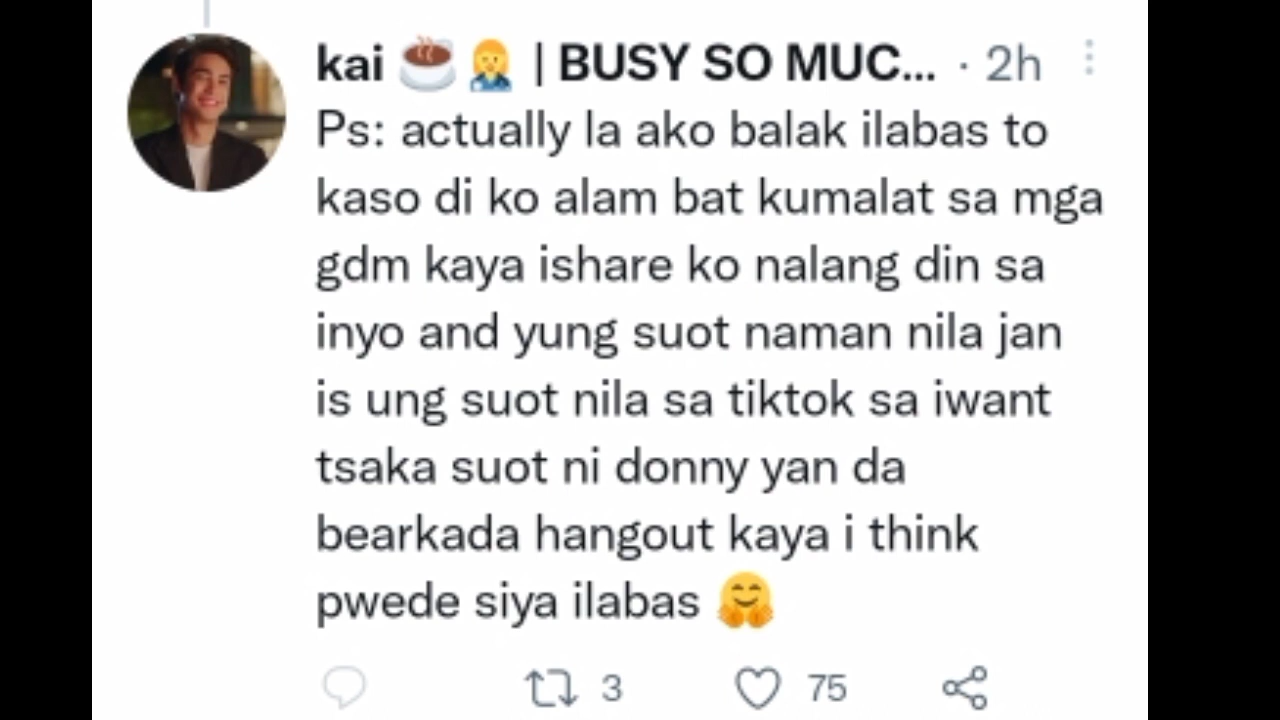 kai ☕👩‍⚕️ | BUSY SO MUC... · 2h
Ps: actually la ako balak ilabas to
kaso di ko alam bat kumalat sa mga
gdm kaya ishare ko nalang din sa
inyo and yung suot naman nila jan
is ung suot nila sa tiktok sa iwant
tsaka suot ni donny yan da
bearkada hangout kaya i think
pwede siya ilabas 🤗
3 75